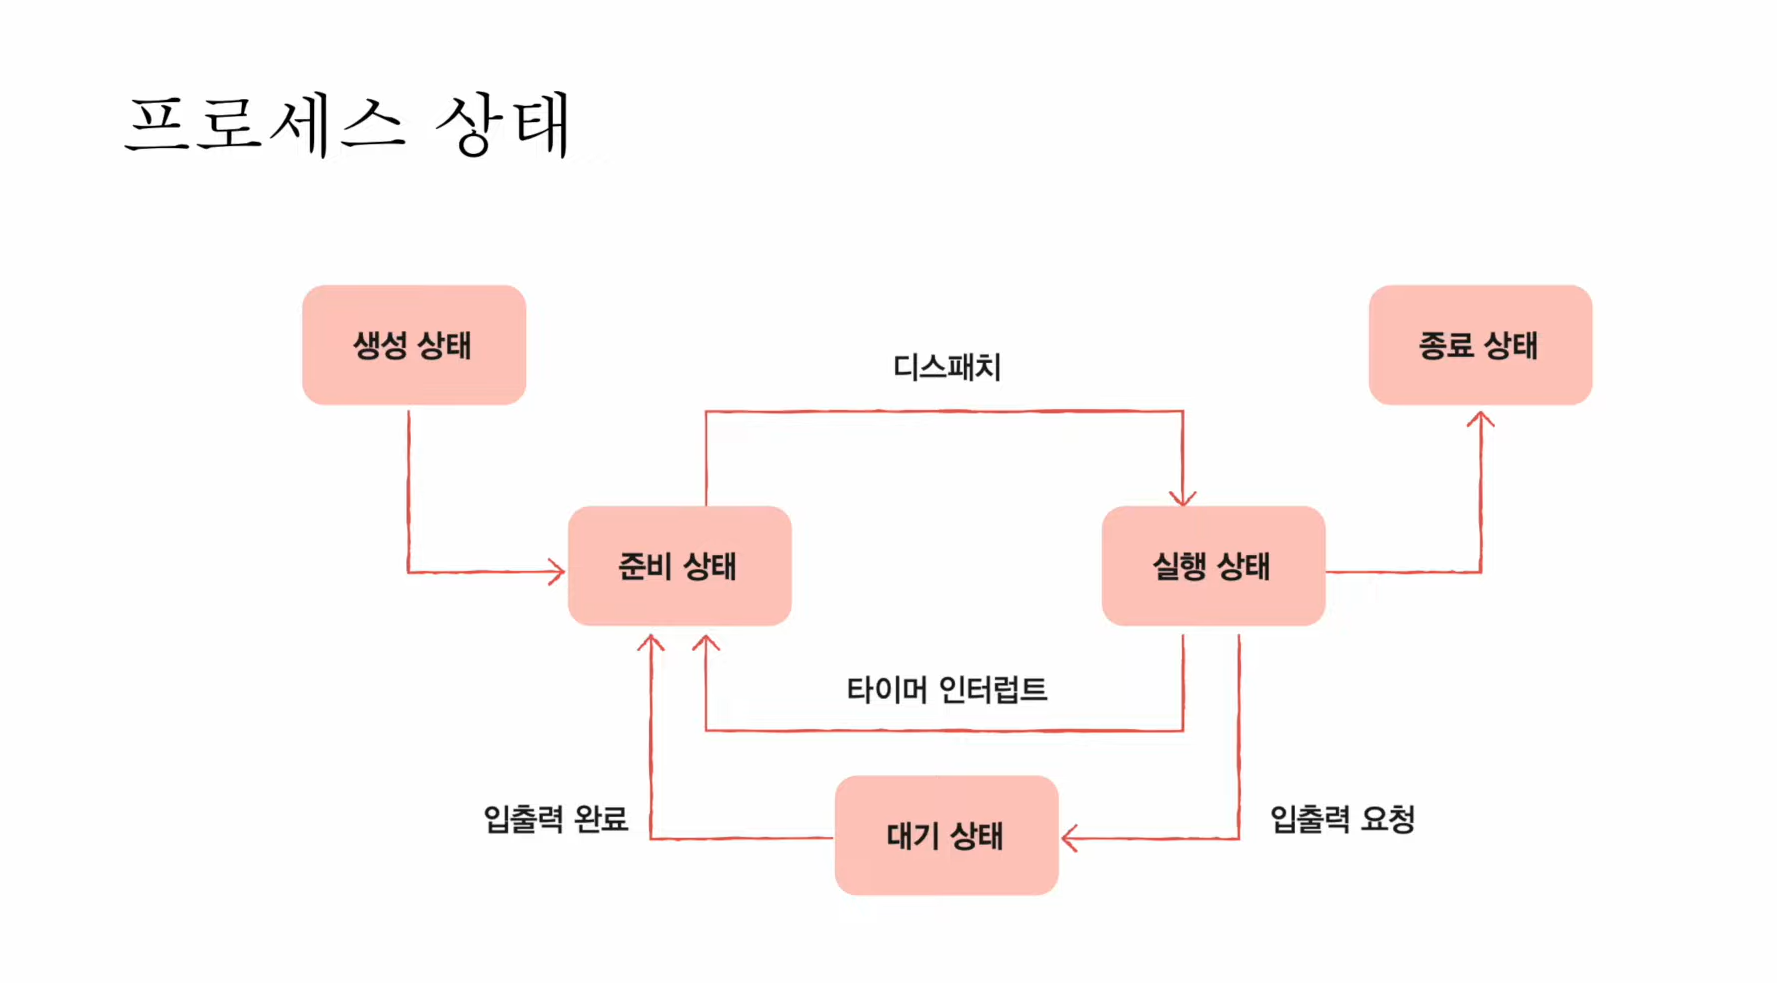 프로세스 상태
생성 상태
종료 상태
디스패치
준비 상태
실행 상태
타이머 인터럽트
입출력 완료
대기 상태
입출력 요청